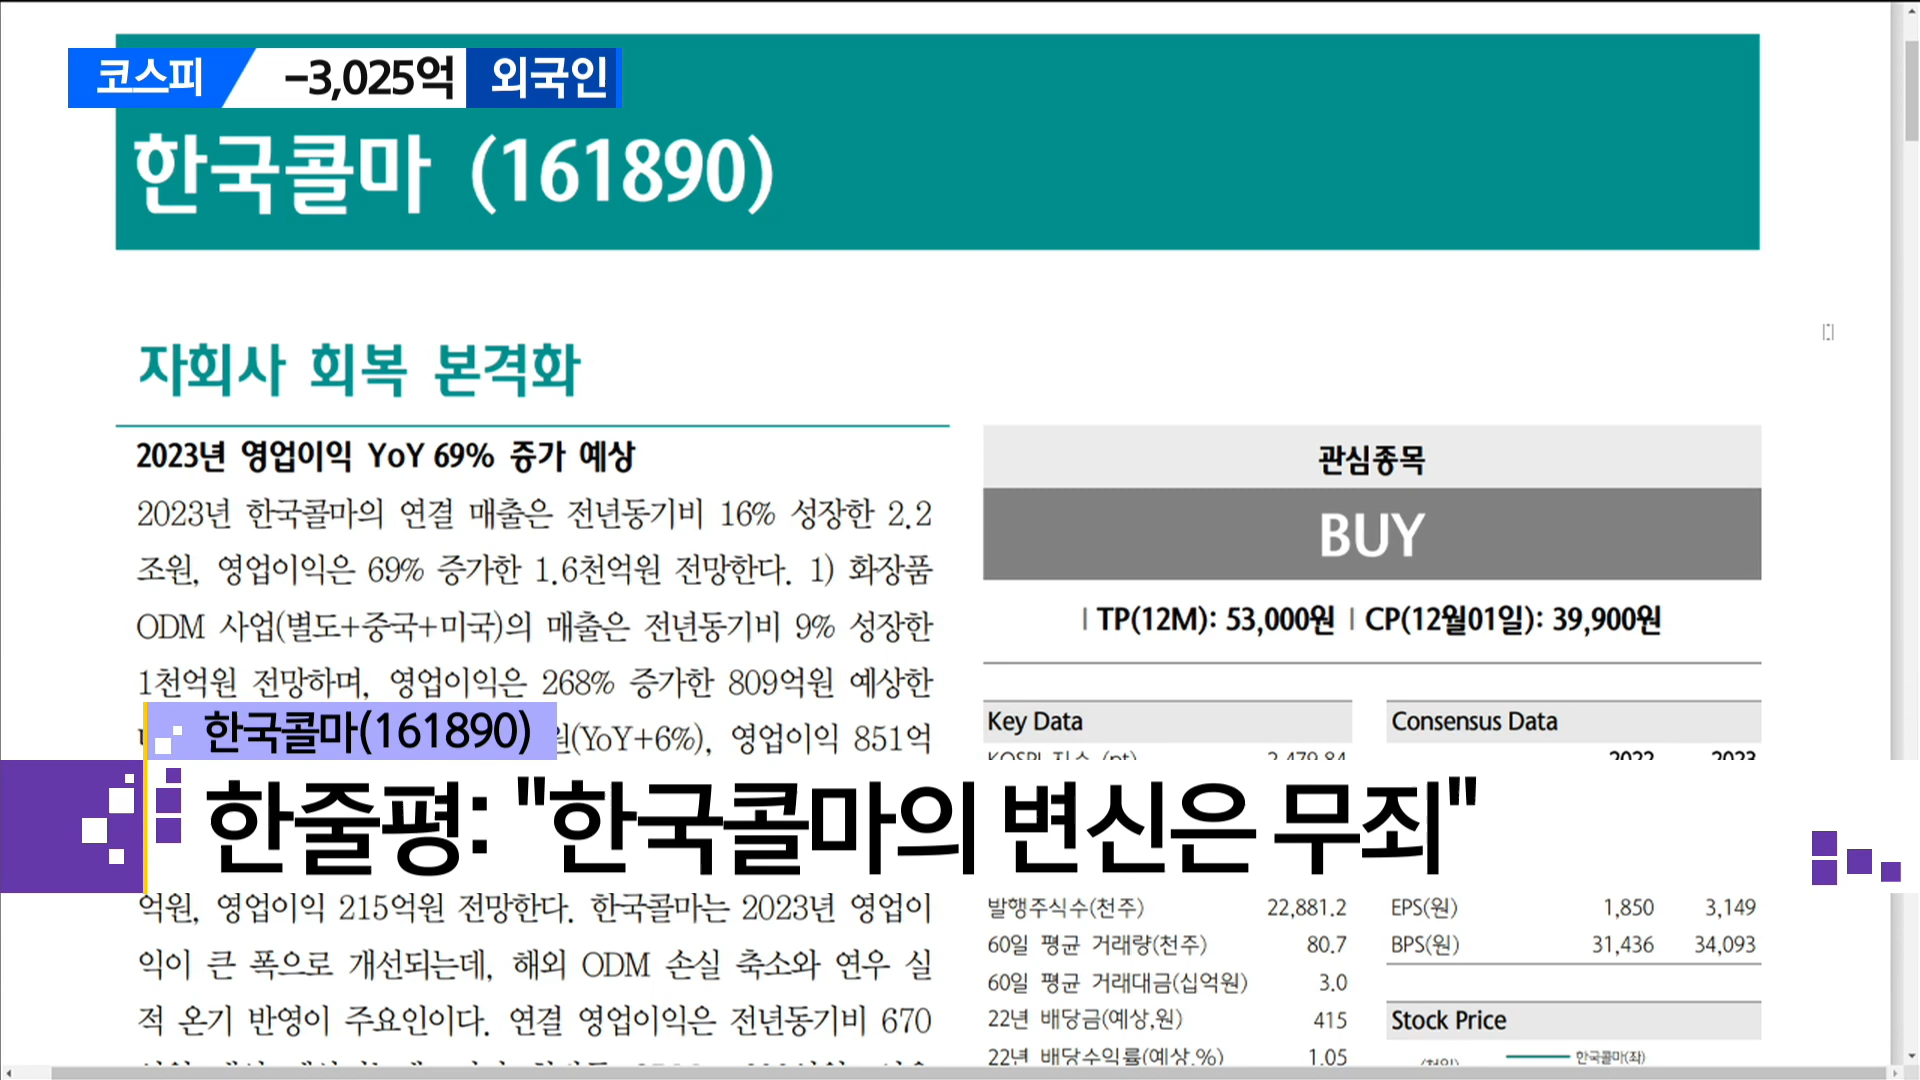 코스피 -3,025억 외국인
한국콜마 (161890)
자회사 회복 본격화
2023년 영업이익 YoY 69% 증가 예상
2023년 한국콜마의 연결 매출은 전년동기비 16% 성장한 2.2
조원, 영업이익은 69% 증가한 1.6천억원 전망한다. 1) 화장품
ODM 사업(별도+중국+미국)의 매출은 전년동기비 9% 성장한
1천억원 전망하며, 영업이익은 268% 증가한 809억원 예상한
원(YoY+6%), 영업이익 851억
한국콜마(161890)
한줄평: "한국콜마의 변신은 무죄"
억원, 영업이익 215억원 전망한다. 한국콜마는 2023년 영업이
익이 큰 폭으로 개선되는데, 해외 ODM 손실 축소와 연우 실
적 온기 반영이 주요인이다. 연결 영업이익은 전년동기비 670
관심종목
BUY
| TP(12M): 53,000원 | CP(12월01일): 39,900원
Key Data
KOSPI 지수 (pt) 2,479.84
발행주식수(천주) 22,881.2
60일 평균 거래량(천주) 80.7
60일 평균 거래대금(십억원) 3.0
22년 배당금(예상,원) 415
22년 배당수익률(예상,%) 1.05
Consensus Data
2022 2023
EPS(원) 1,850 3,149
BPS(원) 31,436 34,093
Stock Price
(천원) 한국콜마(좌)